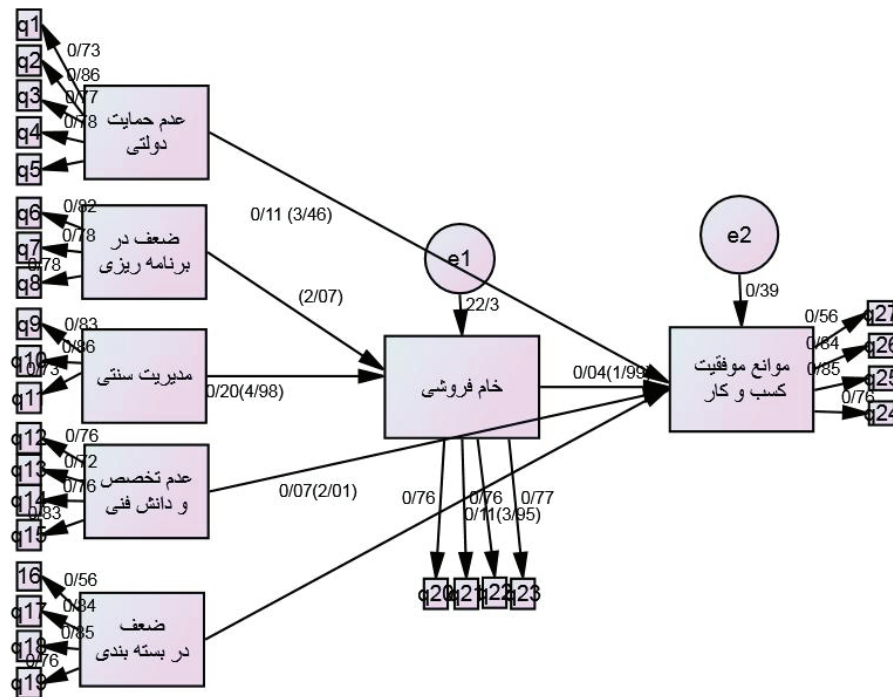 q1
0/73
q2
0/86
q3
0/77
q4
0/78
q5
عدم حمایت
دولتی
0/11 (3/46)
q6
0/82
q7
0/78
q8
0/78
ضعف در
برنامه ریزی
(2/07)
e1
22/3
e2
0/39
q9
0/83
q10
0/86
q11
0/73
مدیریت سنتی
0/20(4/98)
خام فروشی
0/04(1/99
موانع موفقیت
کسب و کار
0/56
q27
0/84
q26
0/85
q25
0/76
q24
q12
0/76
q13
0/72
q14
0/76
q15
0/83
عدم تخصص
و دانش فنی
0/07(2/01)
0/76
0/76
0/77
0/11(3/95)
q20
q21
q22
q23
16
0/56
q17
0/84
q18
0/85
q19
0/76
ضعف
در بسته بندی